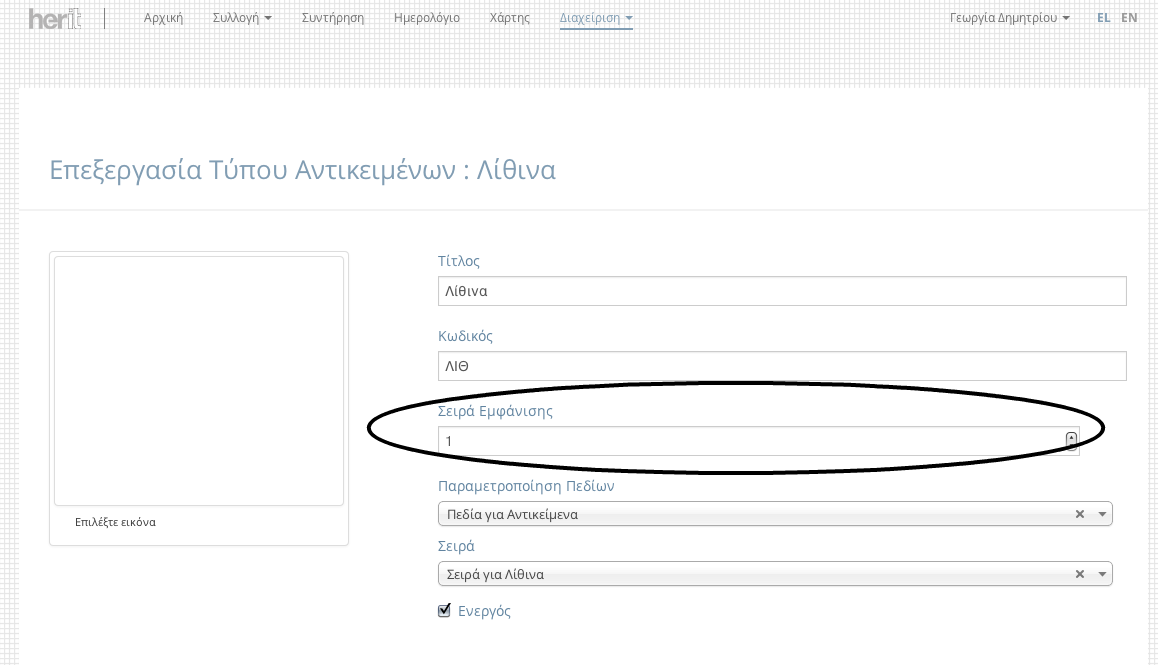 herit Αρχική Συλλογή Συντήρηση Ημερολόγιο Χάρτης Διαχείριση Γεωργία Δημητρίου EL EN
Επεξεργασία Τύπου Αντικειμένων : Λίθινα
Τίτλος
Λίθινα
Κωδικός
ΛΙΘ
Σειρά Εμφάνισης
1
Παραμετροποίηση Πεδίων
Πεδία για Αντικείμενα
Επιλέξτε εικόνα
Σειρά
Σειρά για Λίθινα
Ενεργός